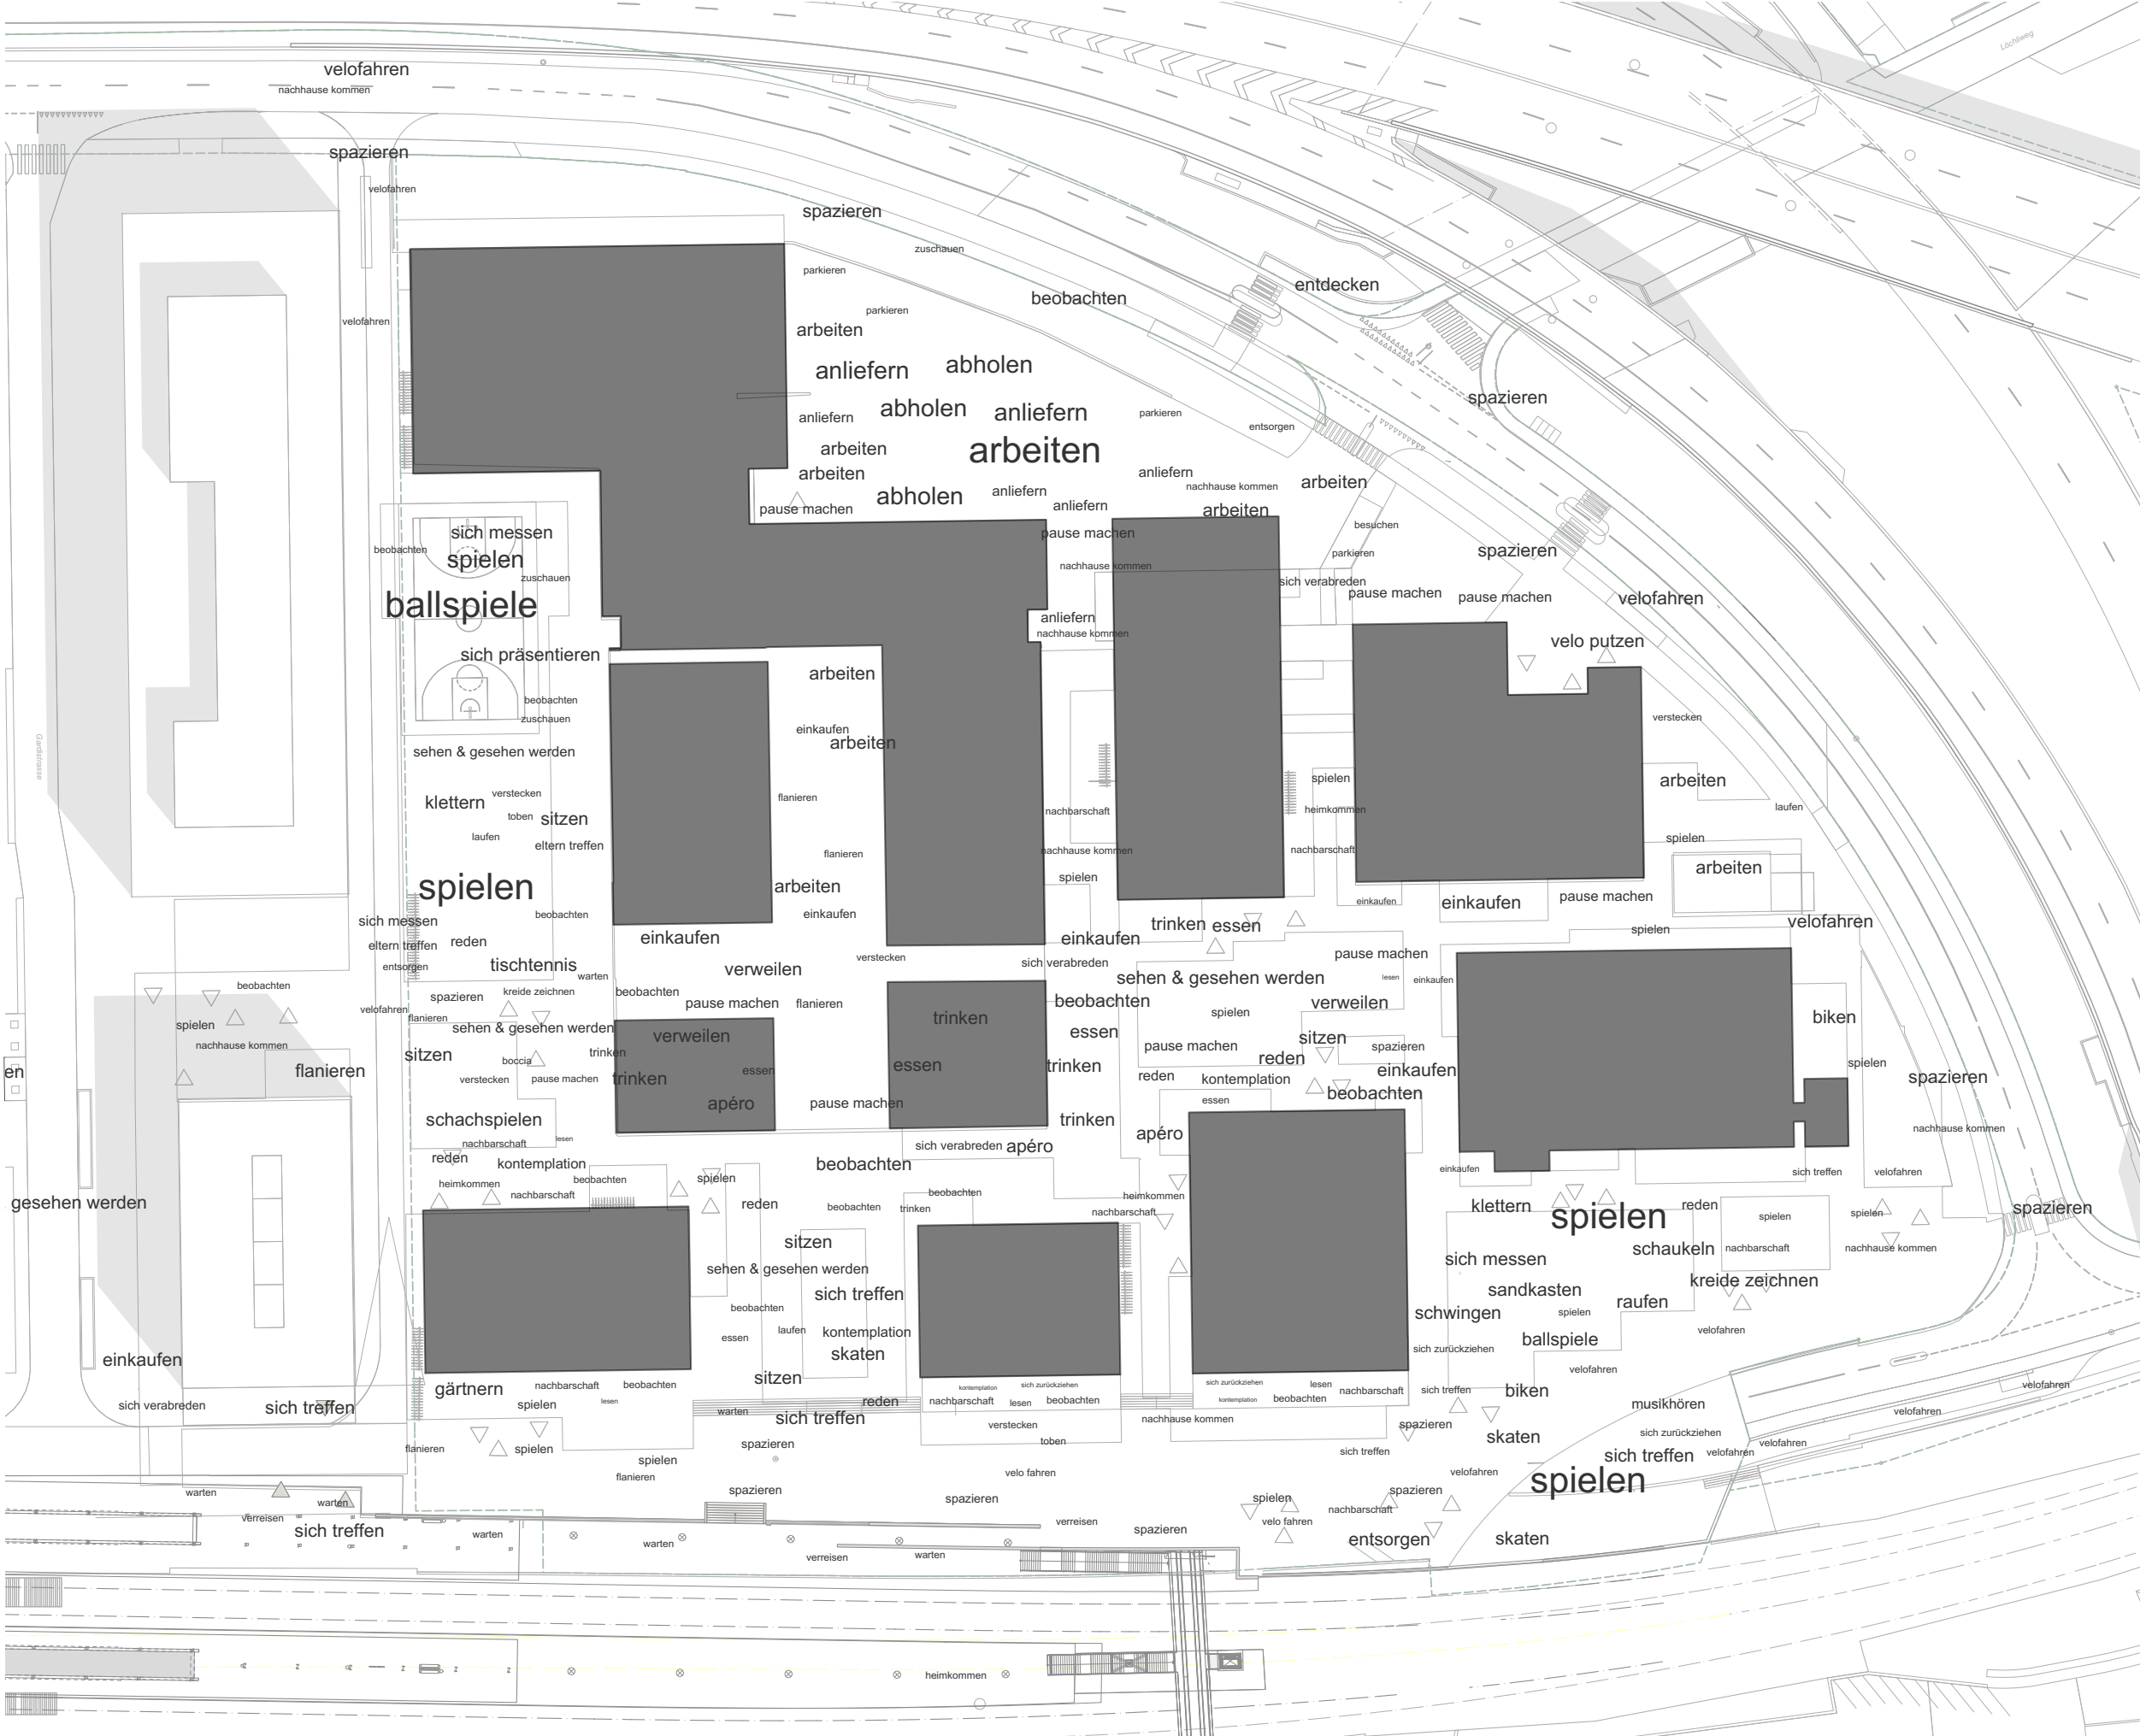 Lochliweg
velofahren
nachhause kommen
spazieren
velofahren
spazieren
zuschauen
parkieren
entdecken
beobachten
parkieren
velofahren
arbeiten
anliefern
abholen
spazieren
abholen
anliefern
parkieren
anliefern
entsorgen
arbeiten
arbeiten
arbeiten
anliefern
arbeiten
nachhause kommen
anliefern
abholen
anliefern
arbeiten
pause machen
besuchen
sich messen
pause machen
beobachten
spielen
parkieren
spazieren
nachhause kommen
zuschauen
sich verabreden
pause machen
pause machen
velofahren
ballspiele
anliefern
nachhause kommen
velo putzen
sich präsentieren
arbeiten
beobachten
zuschauen
verstecken
einkaufen
arbeiten
Gardistrasse
sehen & gesehen werden
spielen
arbeiten
klettern
verstecken
flanieren
toben
sitzen
nachbarschaft
heimkommen
laufen
laufen
eltern treffen
spielen
flanieren
nachhause kommen
nachbarschaft
arbeiten
spielen
arbeiten
spielen
einkaufen
einkaufen
pause machen
sich messen
beobachten
einkaufen
trinken
essen
velofahren
eltern treffen
reden
einkaufen
einkaufen
spielen
entsorgen
tischtennis
warten
verweilen
verstecken
sich verabreden
pause machen
sehen & gesehen werden
lesen
einkaufen
beobachten
spazieren
kreide zeichnen
beobachten
pause machen
flanieren
beobachten
verweilen
velofahren
flanieren
spielen
biken
spielen
sehen & gesehen werden
verweilen
trinken
essen
sitzen
nachhause kommen
sitzen
boccia
trinken
pause machen
reden
spazieren
spielen
en
flanieren
verstecken
pause machen
trinken
essen
essen
trinken
reden
kontemplation
einkaufen
spazieren
apéro
pause machen
essen
beobachten
schachspielen
trinken
nachhause kommen
nachbarschaft
lesen
sich verabreden
apéro
apéro
reden
kontemplation
beobachten
einkaufen
sich treffen
velofahren
heimkommen
nachbarschaft
beobachten
spielen
beobachten
heimkommen
gesehen werden
reden
beobachten
trinken
nachbarschaft
klettern
spielen
reden
spielen
spielen
spazieren
sitzen
schaukeln
nachbarschaft
nachhause kommen
sehen & gesehen werden
sich messen
sich treffen
sandkasten
kreide zeichnen
beobachten
schwingen
spielen
raufen
essen
laufen
kontemplation
ballspiele
velofahren
skaten
sich zurückziehen
einkaufen
velofahren
sitzen
gärtnern
nachbarschaft
beobachten
kontemplation
sich zurückziehen
sich zurückziehen
lesen
nachbarschaft
sich treffen
biken
velofahren
sich verabreden
sich treffen
spielen
lesen
warten
reden
nachbarschaft
lesen
beobachten
kontemplation
beobachten
musikhören
velofahren
sich treffen
verstecken
nachhause kommen
spazieren
flanieren
spielen
spazieren
toben
sich treffen
skaten
sich zurückziehen
velofahren
spielen
sich treffen
velofahren
flanieren
velo fahren
velofahren
spielen
warten
warten
spazieren
spazieren
spielen
spazieren
nachbarschaft
verreisen
sich treffen
warten
verreisen
spazieren
velo fahren
entsorgen
skaten
warten
verreisen
warten
heimkommen